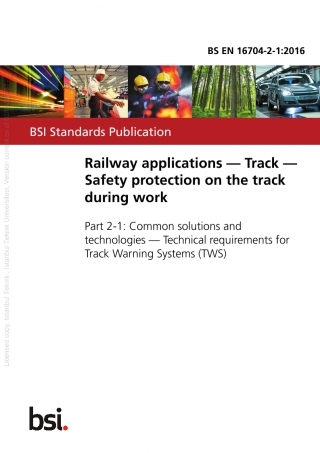 BS EN 16704-2-1:2016
BSI Standards Publication
Railway applications — Track —
Safety protection on the track
during work
Part 2-1: Common solutions and
technologies — Technical requirements for
Track Warning Systems (TWS)
bsi.
Licensed copy: Istanbul Teknik, Istanbul Teknik Universitesi, Version correct as of